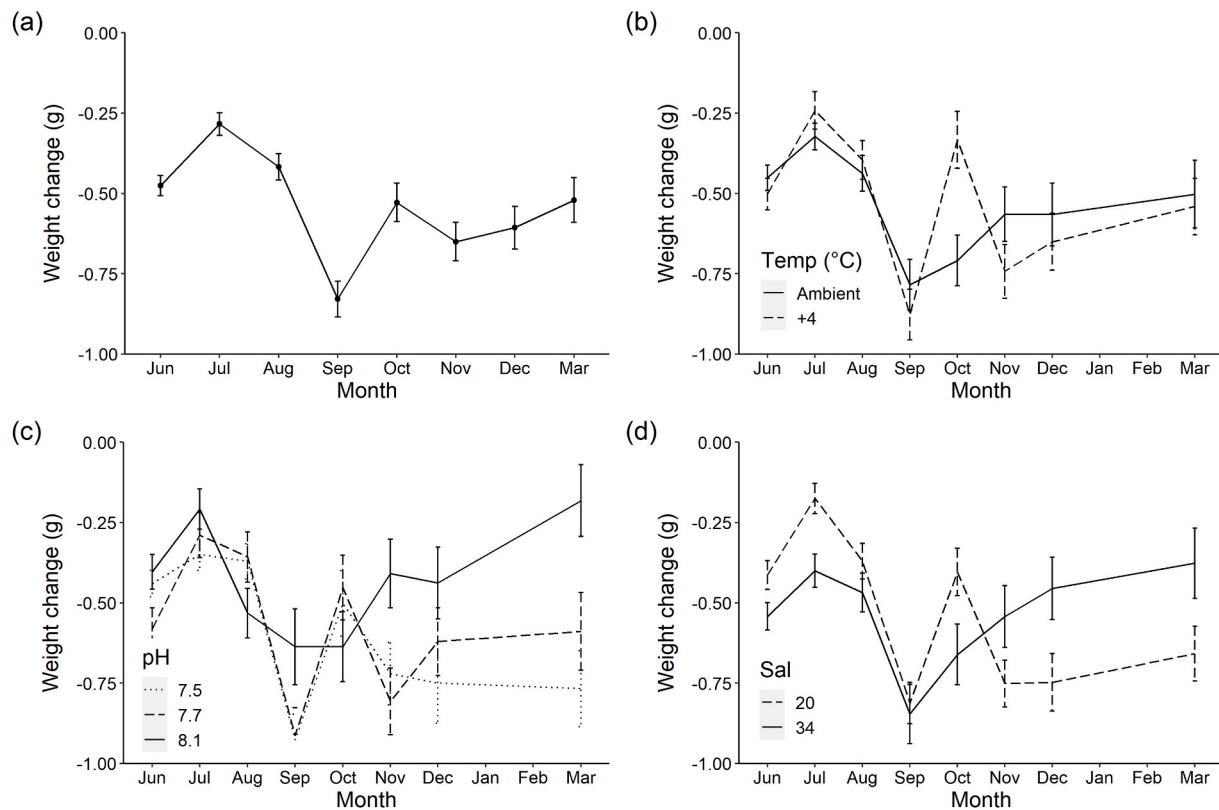 (a)
0.00
-0.25
-0.50
-0.75
-1.00
Weight change (g)
Jun Jul Aug Sep Oct Nov Dec Mar
Month
(b)
0.00
-0.25
-0.50
-0.75
-1.00
Weight change (g)
Temp (°C)
Ambient
+4
Jun Jul Aug Sep Oct Nov Dec Jan Feb Mar
Month
(c)
0.00
-0.25
-0.50
-0.75
-1.00
Weight change (g)
pH
7.5
7.7
8.1
Jun Jul Aug Sep Oct Nov Dec Jan Feb Mar
Month
(d)
0.00
-0.25
-0.50
-0.75
-1.00
Weight change (g)
Sal
20
34
Jun Jul Aug Sep Oct Nov Dec Jan Feb Mar
Month